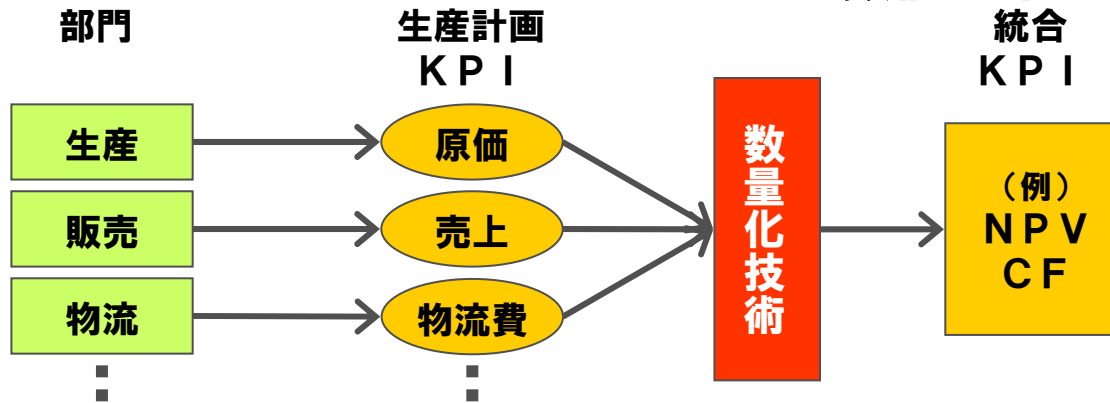 部門
生産計画
ＫＰＩ
統合
ＫＰＩ
生産
原価
販売
売上
物流
物流費
数量化技術
（例）
ＮＰＶ
ＣＦ